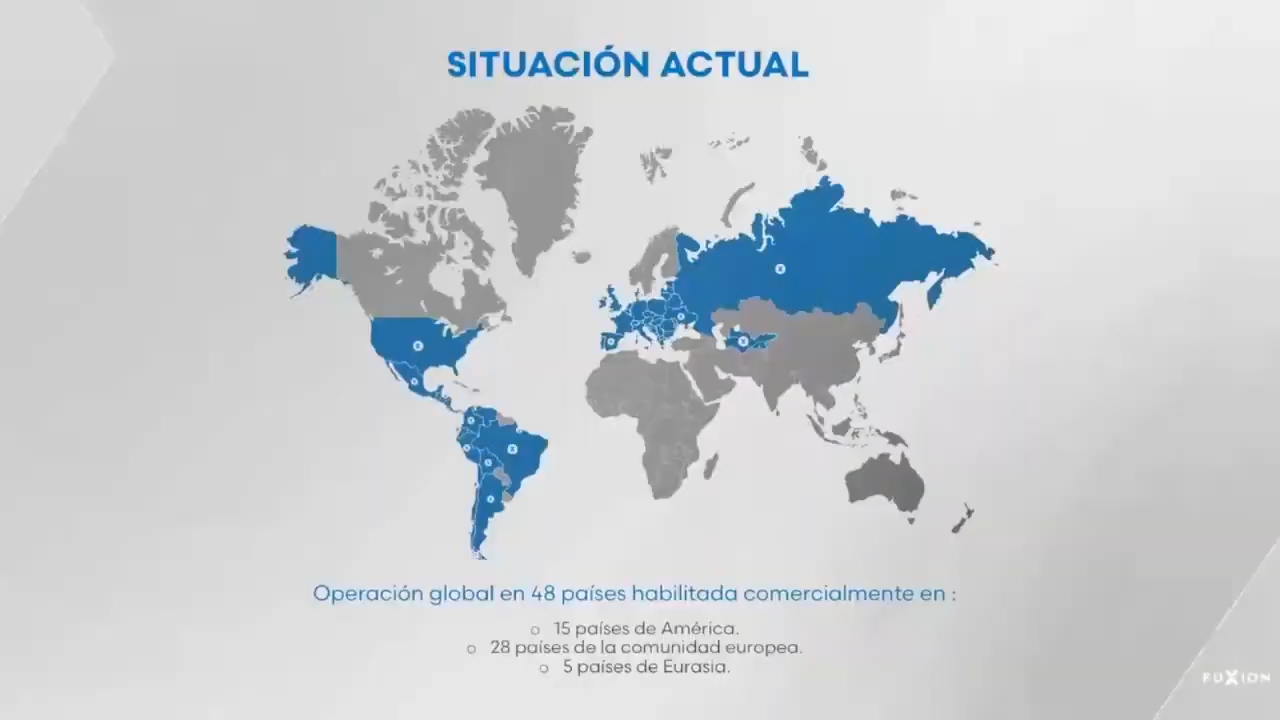 SITUACIÓN ACTUAL
Operación global en 48 países habilitada comercialmente en :
15 países de América.
28 países de la comunidad europea.
5 países de Eurasia.
FUXION